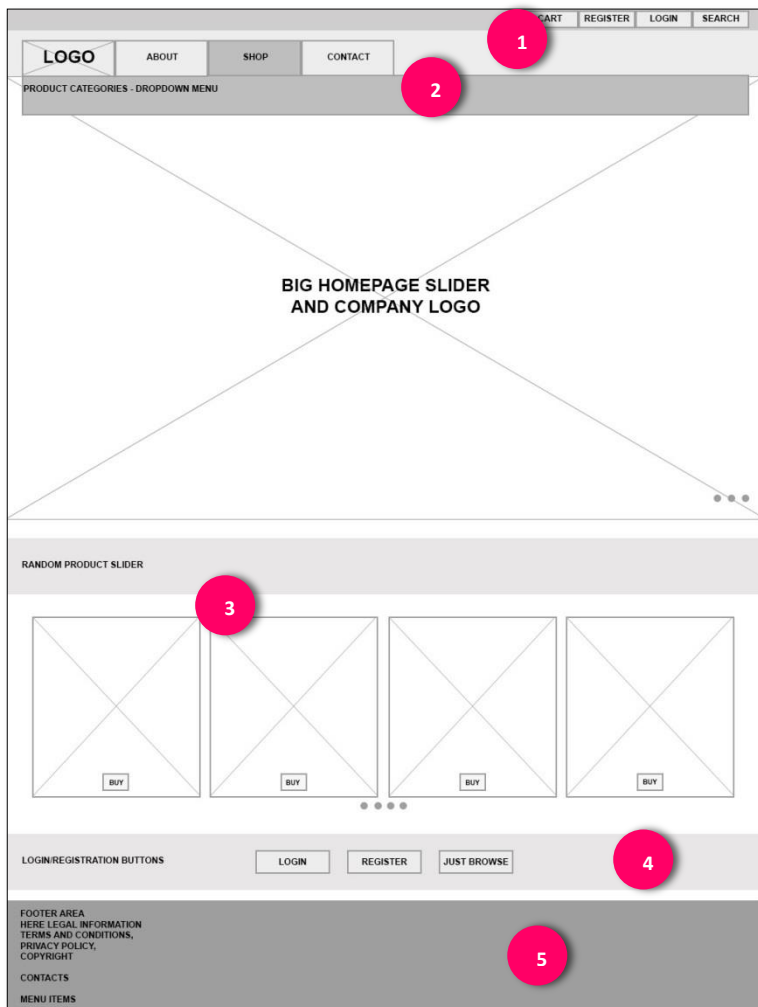 CART REGISTER LOGIN SEARCH
1
LOGO ABOUT SHOP CONTACT
PRODUCT CATEGORIES - DROPDOWN MENU
2
BIG HOMEPAGE SLIDER
AND COMPANY LOGO
RANDOM PRODUCT SLIDER
3
BUY BUY BUY BUY
LOGIN/REGISTRATION BUTTONS LOGIN REGISTER JUST BROWSE
4
FOOTER AREA
HERE LEGAL INFORMATION
TERMS AND CONDITIONS,
PRIVACY POLICY,
COPYRIGHT
5
CONTACTS
MENU ITEMS